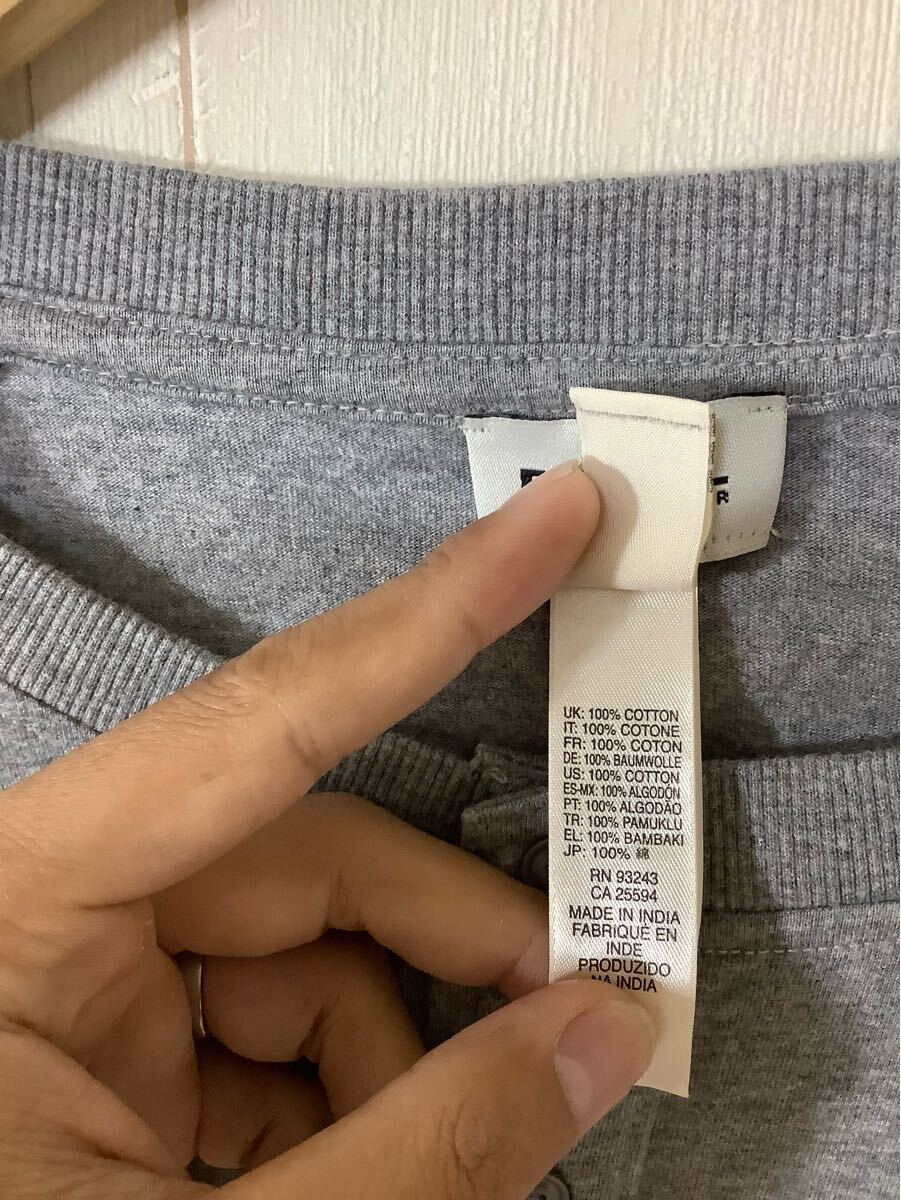 R
UK: 100% COTTON
IT: 100% COTONE
FR: 100% COTON
DE: 100% BAUMWOLLE
US: 100% COTTON
ES-MX: 100% ALGODÓN
PT: 100% ALGODÃO
TR: 100% PAMUKLU
EL: 100% BAMBAKI
JP: 100% 綿
RN 93243
CA 25594
MADE IN INDIA
FABRIQUÉ EN
INDE
PRODUZIDO
NA INDIA